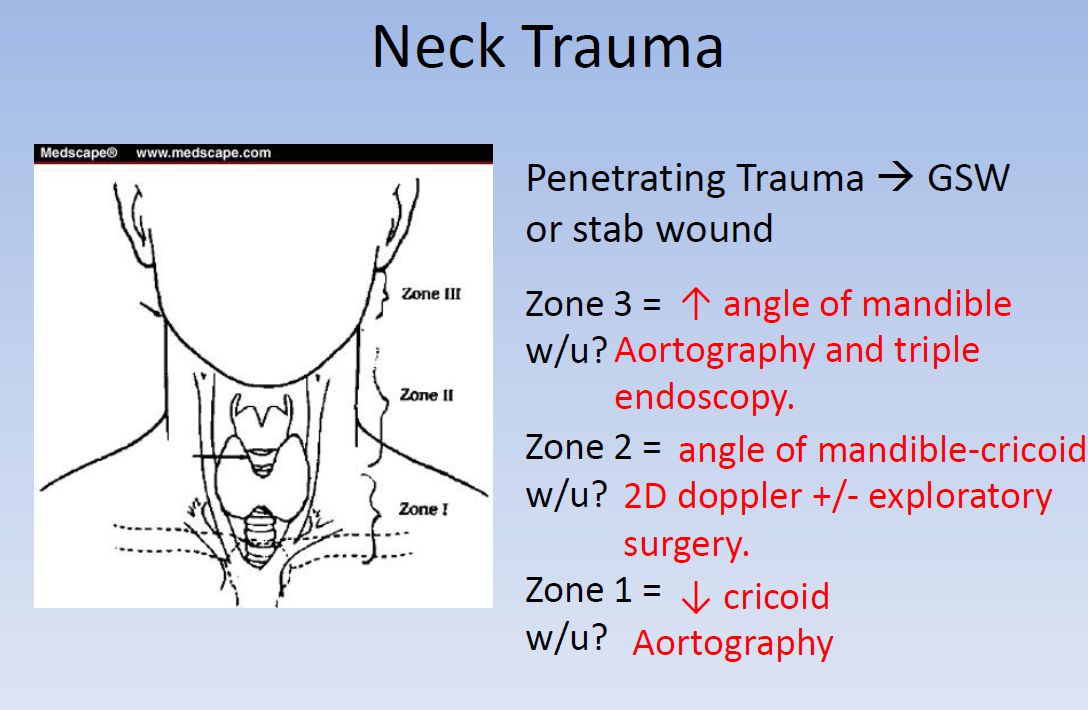 Neck Trauma
Medscape® www.medscape.com
Zone III
Zone II
Zone I
Penetrating Trauma → GSW
or stab wound
Zone 3 = ↑ angle of mandible
w/u? Aortography and triple
endoscopy.
Zone 2 = angle of mandible-cricoid
w/u? 2D doppler +/- exploratory
surgery.
Zone 1 = ↓ cricoid
w/u? Aortography